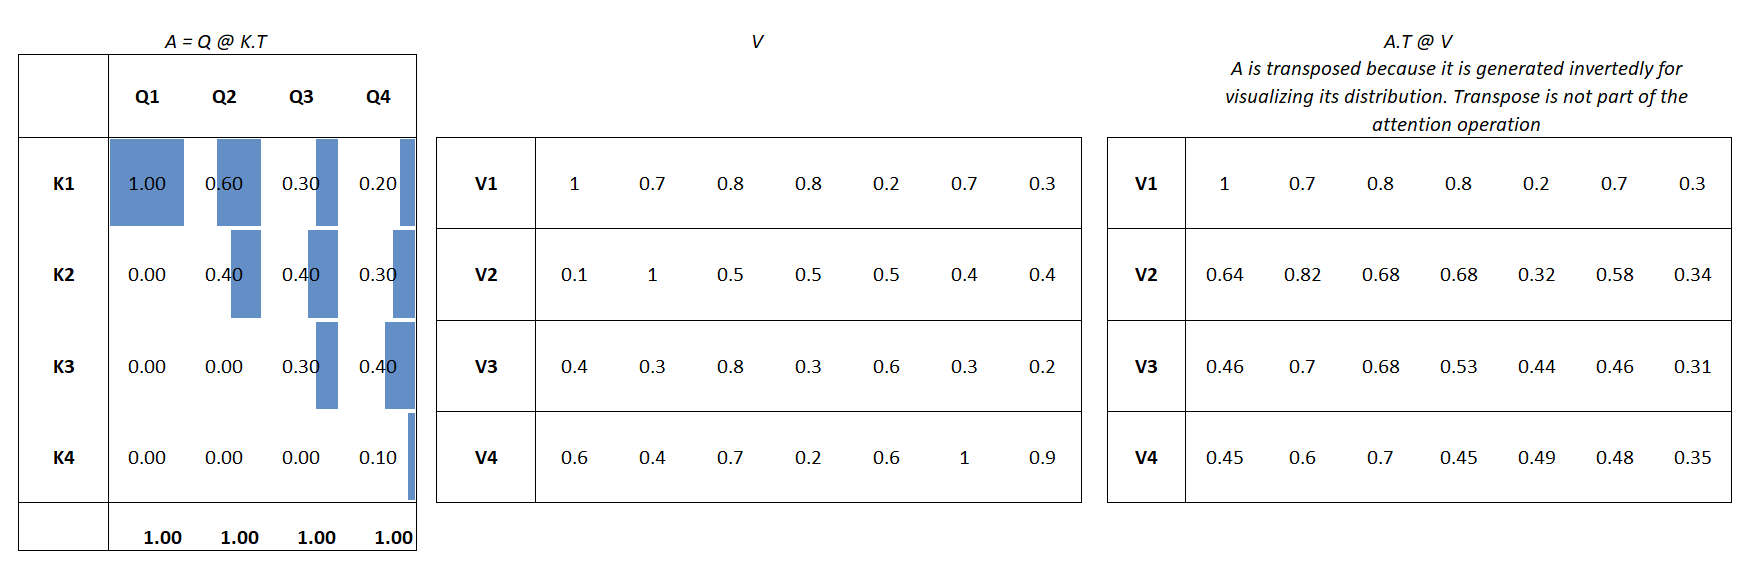 A = Q @ K.T
V
A.T @ V
A is transposed because it is generated invertedly for
visualizing its distribution. Transpose is not part of the
attention operation
Q1 Q2 Q3 Q4
K1 1.00 0.60 0.30 0.20
K2 0.00 0.40 0.40 0.30
K3 0.00 0.00 0.30 0.40
K4 0.00 0.00 0.00 0.10
1.00 1.00 1.00 1.00
V1 1 0.7 0.8 0.8 0.2 0.7 0.3
V2 0.1 1 0.5 0.5 0.5 0.4 0.4
V3 0.4 0.3 0.8 0.3 0.6 0.3 0.2
V4 0.6 0.4 0.7 0.2 0.6 1 0.9
V1 1 0.7 0.8 0.8 0.2 0.7 0.3
V2 0.64 0.82 0.68 0.68 0.32 0.58 0.34
V3 0.46 0.7 0.68 0.53 0.44 0.46 0.31
V4 0.45 0.6 0.7 0.45 0.49 0.48 0.35